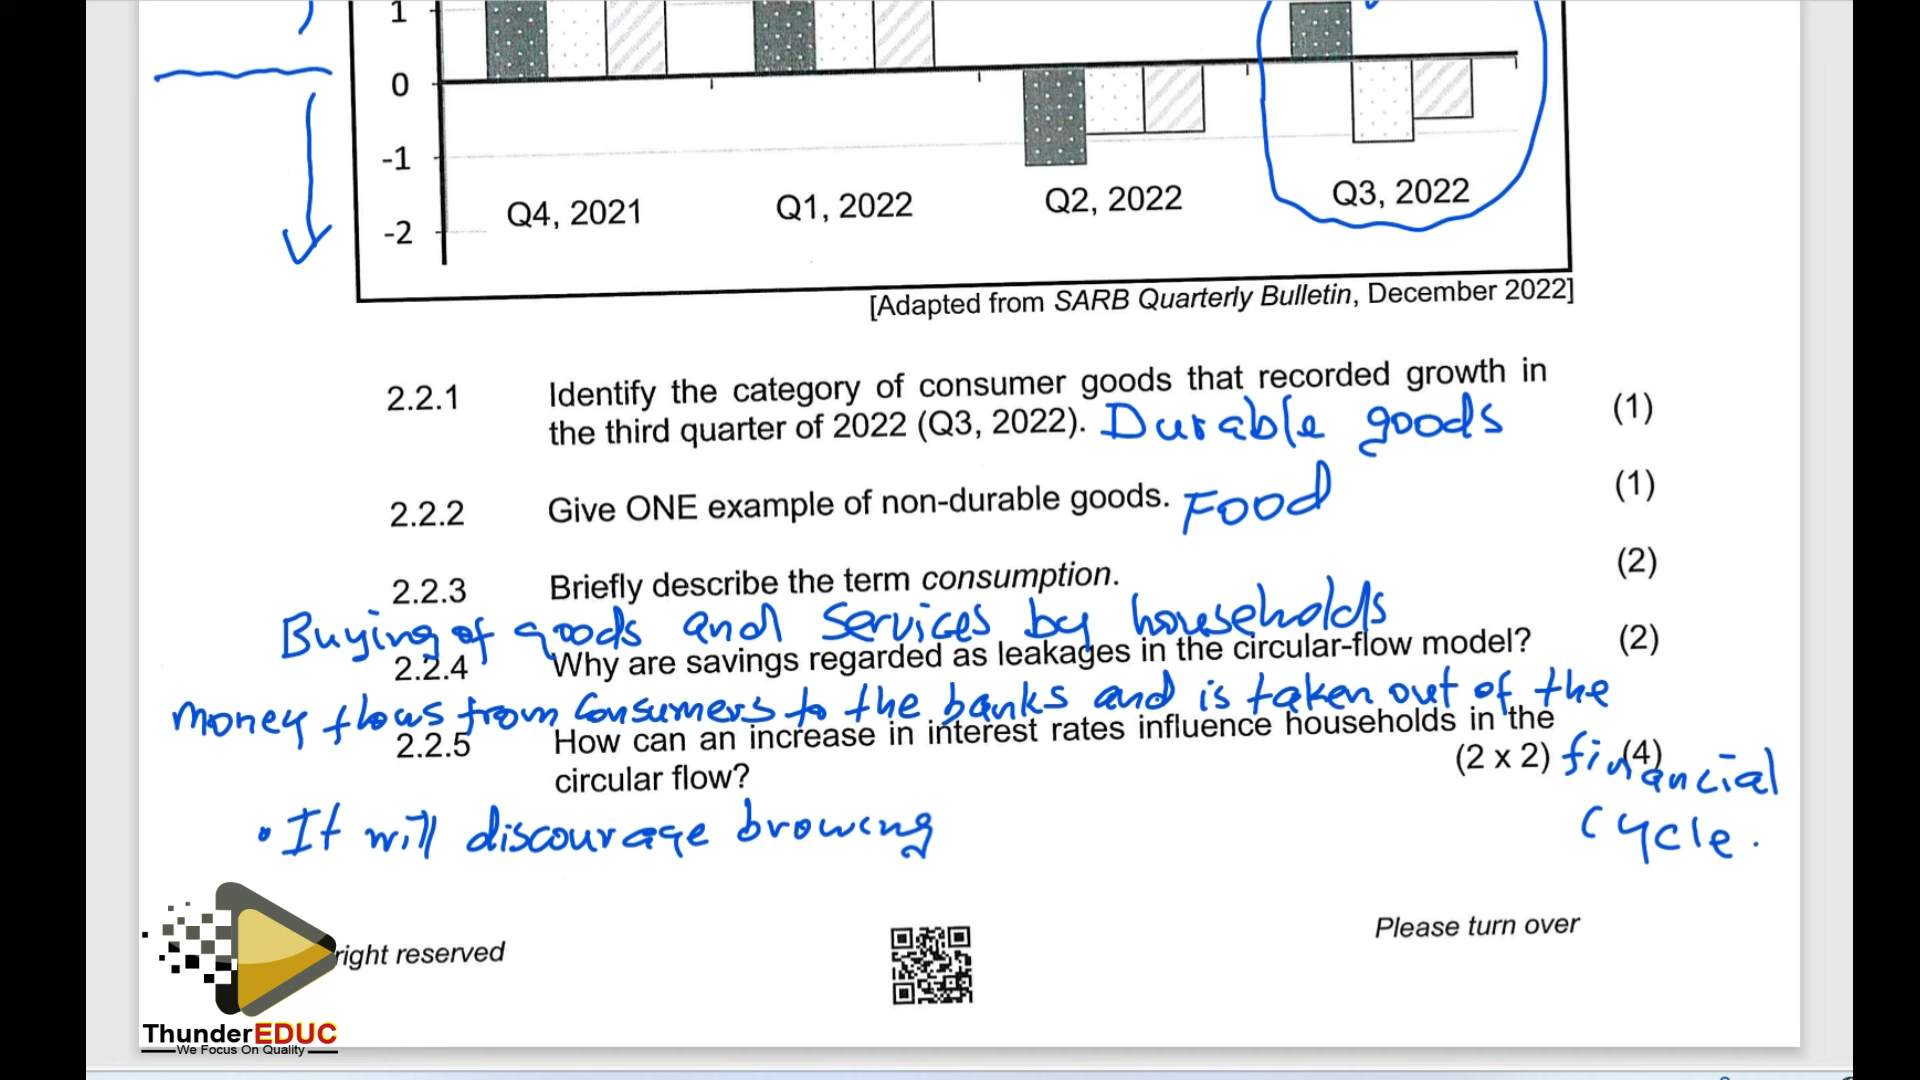 1
0
-1
-2
Q4, 2021
Q1, 2022
Q2, 2022
Q3, 2022
[Adapted from SARB Quarterly Bulletin, December 2022]
2.2.1 Identify the category of consumer goods that recorded growth in
the third quarter of 2022 (Q3, 2022). Durable goods (1)
2.2.2 Give ONE example of non-durable goods. Food (1)
2.2.3 Briefly describe the term consumption. (2)
Buying of goods and services by households
2.2.4 Why are savings regarded as leakages in the circular-flow model? (2)
money flows from consumers to the banks and is taken out of the
financial
cycle.
2.2.5 How can an increase in interest rates influence households in the
circular flow? (2 x 2) (4)
• It will discourage browing
right reserved
Please turn over
ThunderEDUC
We Focus On Quality